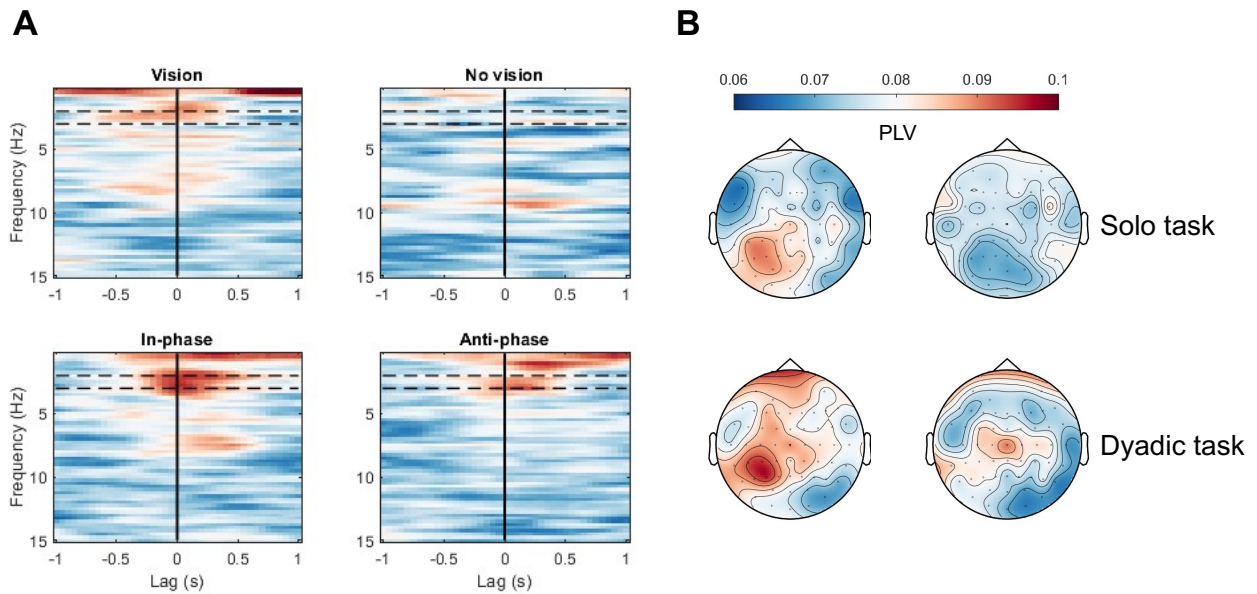 A
B
Vision
No vision
Frequency (Hz)
5
10
15
-1 -0.5 0 0.5 1
5
10
15
-1 -0.5 0 0.5 1
In-phase
Anti-phase
Frequency (Hz)
5
10
15
-1 -0.5 0 0.5 1
Lag (s)
5
10
15
-1 -0.5 0 0.5 1
Lag (s)
0.06 0.07 0.08 0.09 0.1
PLV
Solo task
Dyadic task